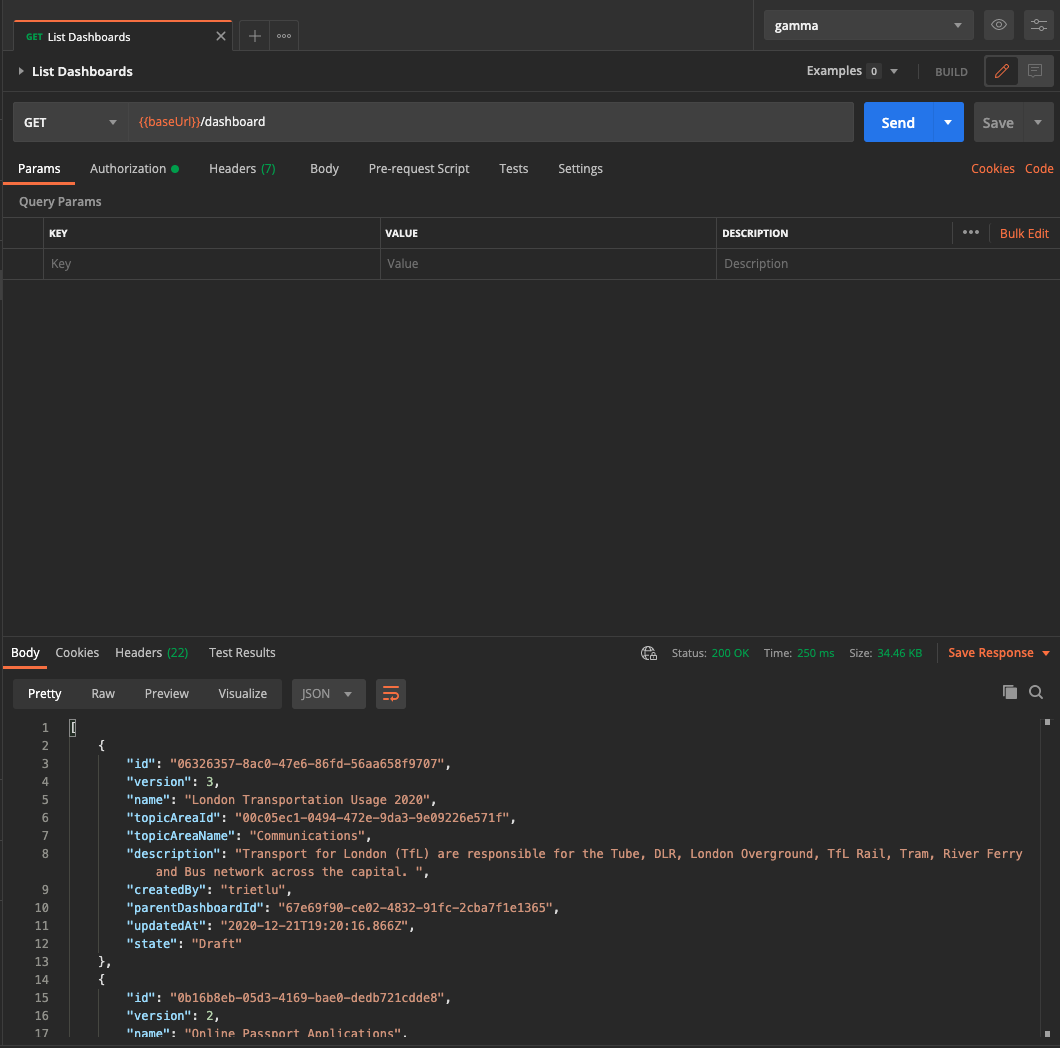 GET List Dashboards
gamma
List Dashboards
Examples 0
BUILD
GET
{{baseUrl}}/dashboard
Send
Save
Params Authorization Headers (7) Body Pre-request Script Tests Settings Cookies Code
Query Params
KEY VALUE DESCRIPTION Bulk Edit
Key Value Description
Body Cookies Headers (22) Test Results Status: 200 OK Time: 250 ms Size: 34.46 KB Save Response
Pretty Raw Preview Visualize JSON
1 [
2 {
3 "id": "06326357-8ac0-47e6-86fd-56aa658f9707",
4 "version": 3,
5 "name": "London Transportation Usage 2020",
6 "topicAreaId": "00c05ec1-0494-472e-9da3-9e09226e571f",
7 "topicAreaName": "Communications",
8 "description": "Transport for London (TfL) are responsible for the Tube, DLR, London Overground, TfL Rail, Tram, River Ferry
and Bus network across the capital. ",
9 "createdBy": "trietlu",
10 "parentDashboardId": "67e69f90-ce02-4832-91fc-2cba7f1e1365",
11 "updatedAt": "2020-12-21T19:20:16.866Z",
12 "state": "Draft"
13 },
14 {
15 "id": "0b16b8eb-05d3-4169-bae0-dedb721cdde8",
16 "version": 2,
17 "name": "Online Passport Applications",